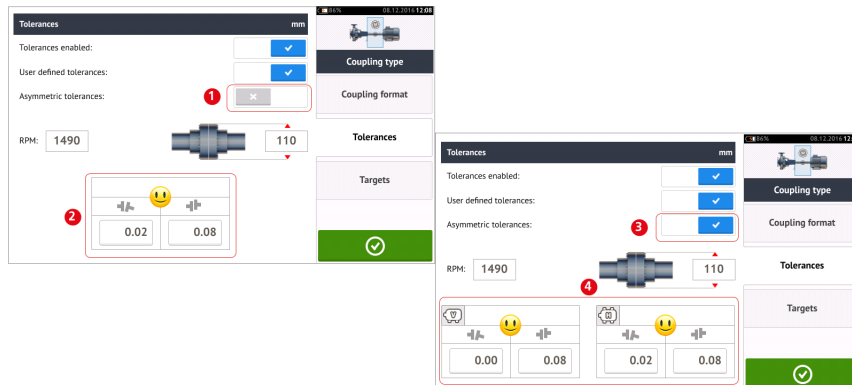 86% 08.12.2016 12:08
Tolerances mm
Tolerances enabled:
User defined tolerances:
Asymmetric tolerances:
1
RPM: 1490
110
2
0.02 0.08
Coupling type
Coupling format
Tolerances
Targets
86% 08.12.2016 12:
Tolerances mm
Tolerances enabled:
User defined tolerances:
Asymmetric tolerances:
3
RPM: 1490
110
4
V
H
0.00 0.08 0.02 0.08
Coupling type
Coupling format
Tolerances
Targets